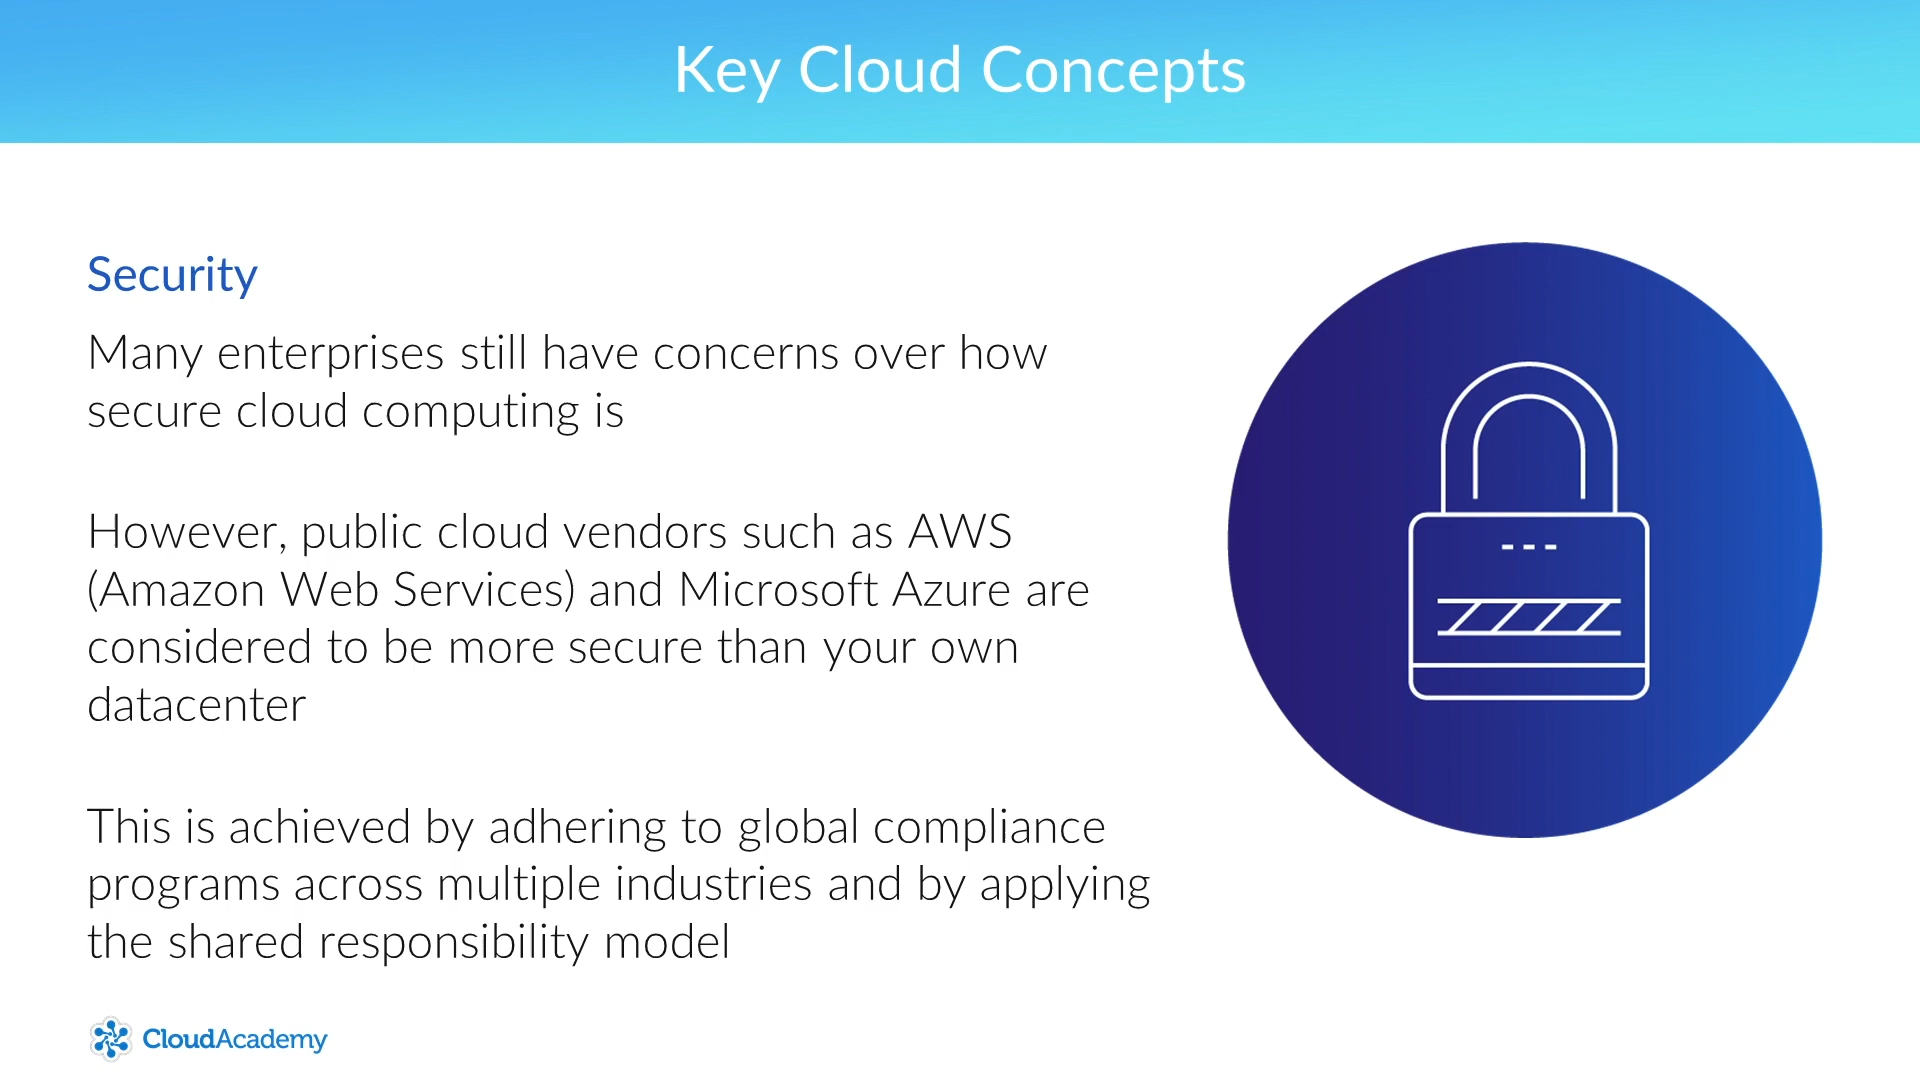 Key Cloud Concepts
Security
Many enterprises still have concerns over how
secure cloud computing is
However, public cloud vendors such as AWS
(Amazon Web Services) and Microsoft Azure are
considered to be more secure than your own
datacenter
This is achieved by adhering to global compliance
programs across multiple industries and by applying
the shared responsibility model
CloudAcademy